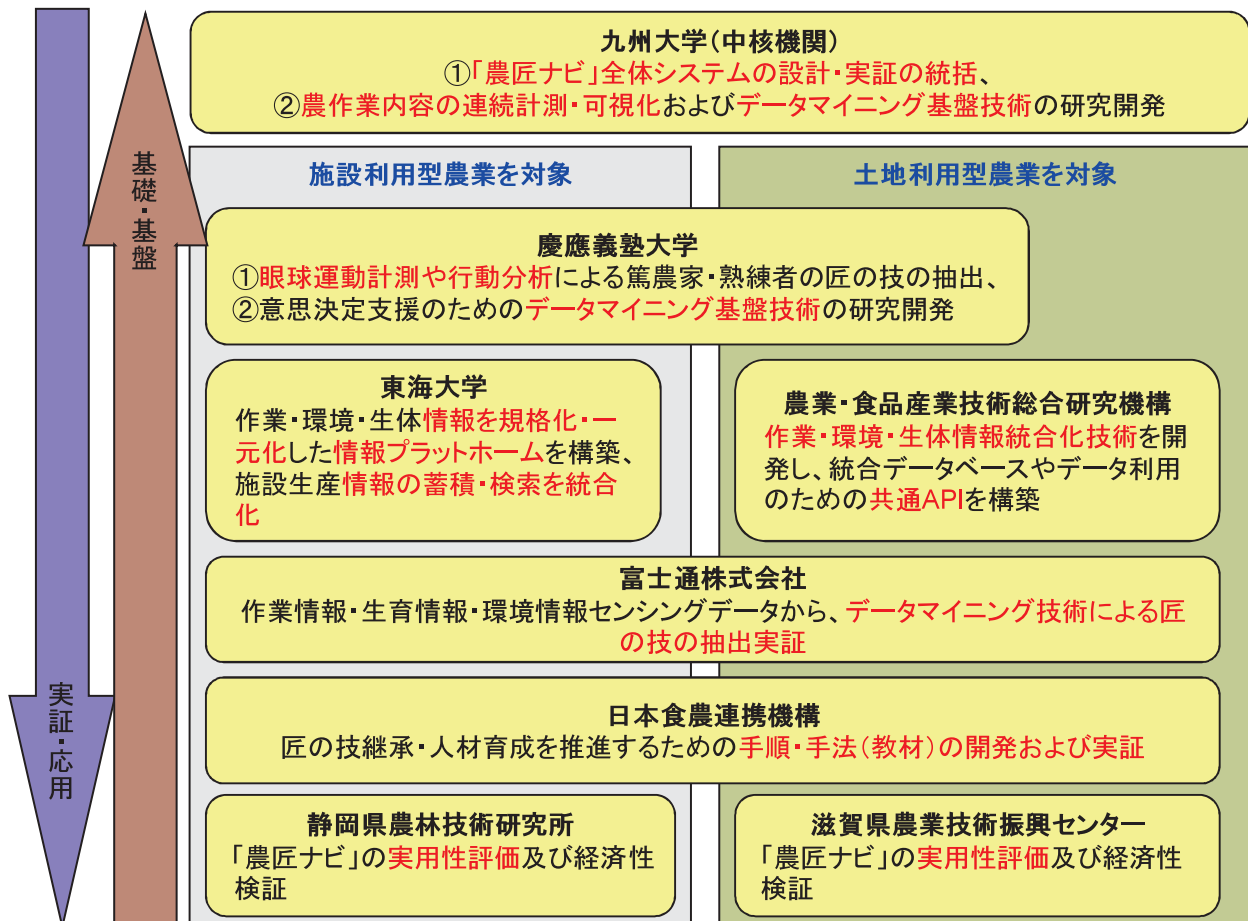 九州大学(中核機関)
①「農匠ナビ」全体システムの設計・実証の統括、
②農作業内容の連続計測・可視化およびデータマイニング基盤技術の研究開発
基礎・基盤
実証・応用
施設利用型農業を対象
土地利用型農業を対象
慶應義塾大学
①眼球運動計測や行動分析による篤農家・熟練者の匠の技の抽出、
②意思決定支援のためのデータマイニング基盤技術の研究開発
東海大学
作業・環境・生体情報を規格化・一
元化した情報プラットホームを構築、
施設生産情報の蓄積・検索を統合
化
農業・食品産業技術総合研究機構
作業・環境・生体情報統合化技術を開
発し、統合データベースやデータ利用
のための共通APIを構築
富士通株式会社
作業情報・生育情報・環境情報センシングデータから、データマイニング技術による匠
の技の抽出実証
日本食農連携機構
匠の技継承・人材育成を推進するための手順・手法(教材)の開発および実証
静岡県農林技術研究所
「農匠ナビ」の実用性評価及び経済性
検証
滋賀県農業技術振興センター
「農匠ナビ」の実用性評価及び経済性
検証